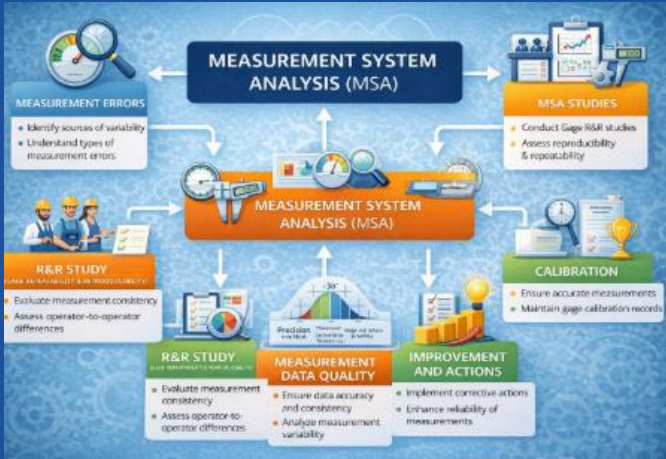 MEASUREMENT SYSTEM
ANALYSIS (MSA)
MEASUREMENT ERRORS
• Identify sources of variability
• Understand types of
measurement errors
MSA STUDIES
• Conduct Gage R&R studies
• Assess reproducibility
& repeatability
MEASUREMENT SYSTEM
ANALYSIS (MSA)
R&R STUDY
• Evaluate measurement consistency
• Assess operator-to-operator
differences
CALIBRATION
• Ensure accurate measurements
• Maintain gage calibration records
R&R STUDY
• Evaluate measurement
consistency
• Assess operator-to-
operator differences
Precision
MEASUREMENT
DATA QUALITY
• Ensure data accuracy
and consistency
• Analyze measurement
variability
IMPROVEMENT
AND ACTIONS
• Implement corrective actions
• Enhance reliability of
measurements